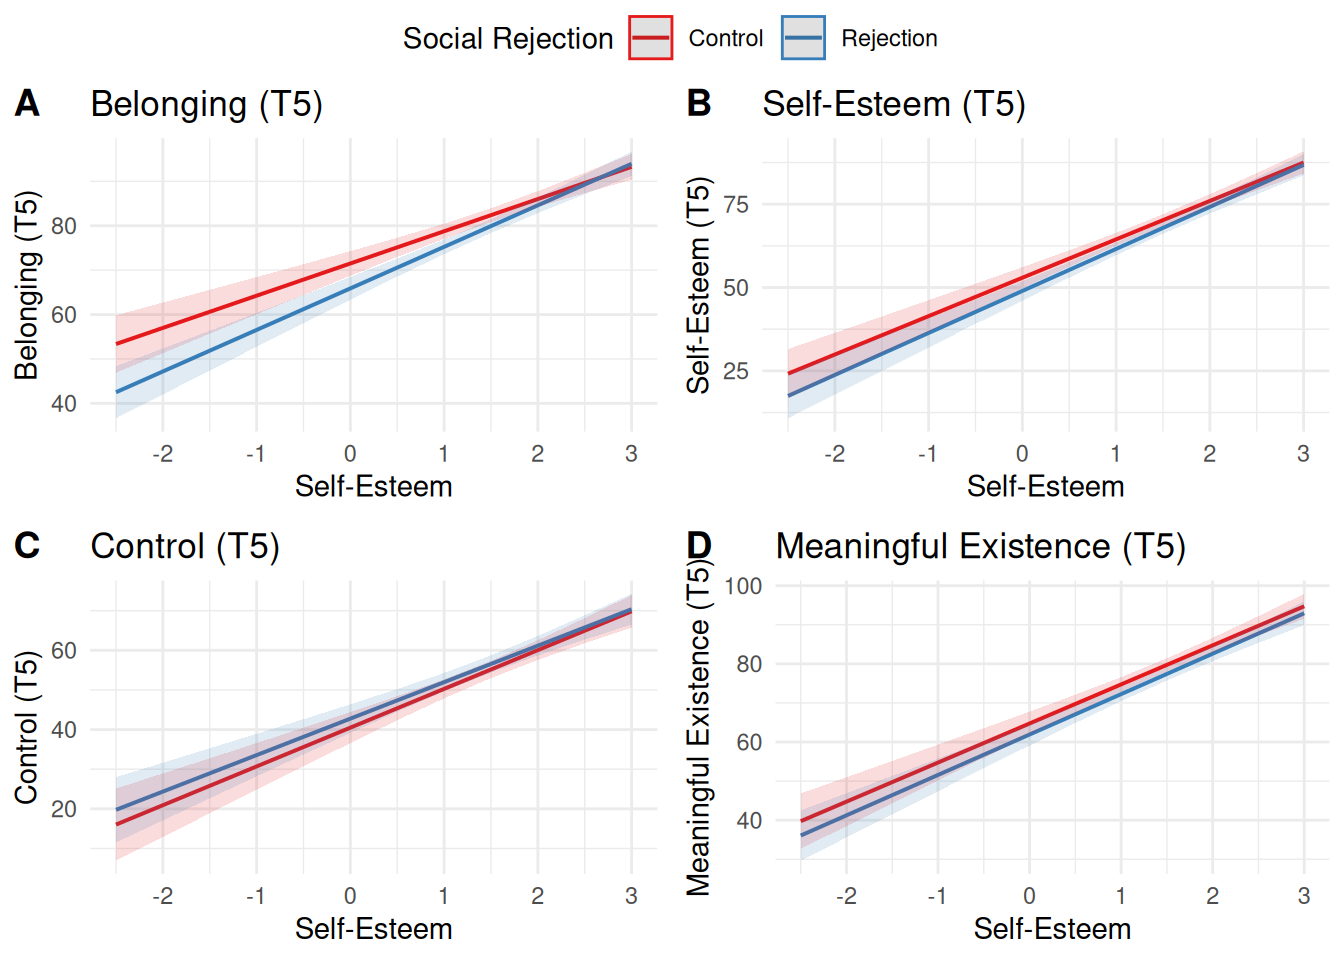 Social Rejection Control Rejection
A Belonging (T5)
Belonging (T5)
80
60
40
-2 -1 0 1 2 3
Self-Esteem
B Self-Esteem (T5)
Self-Esteem (T5)
75
50
25
-2 -1 0 1 2 3
Self-Esteem
C Control (T5)
Control (T5)
60
40
20
-2 -1 0 1 2 3
Self-Esteem
D Meaningful Existence (T5)
Meaningful Existence (T5)
100
80
60
40
-2 -1 0 1 2 3
Self-Esteem